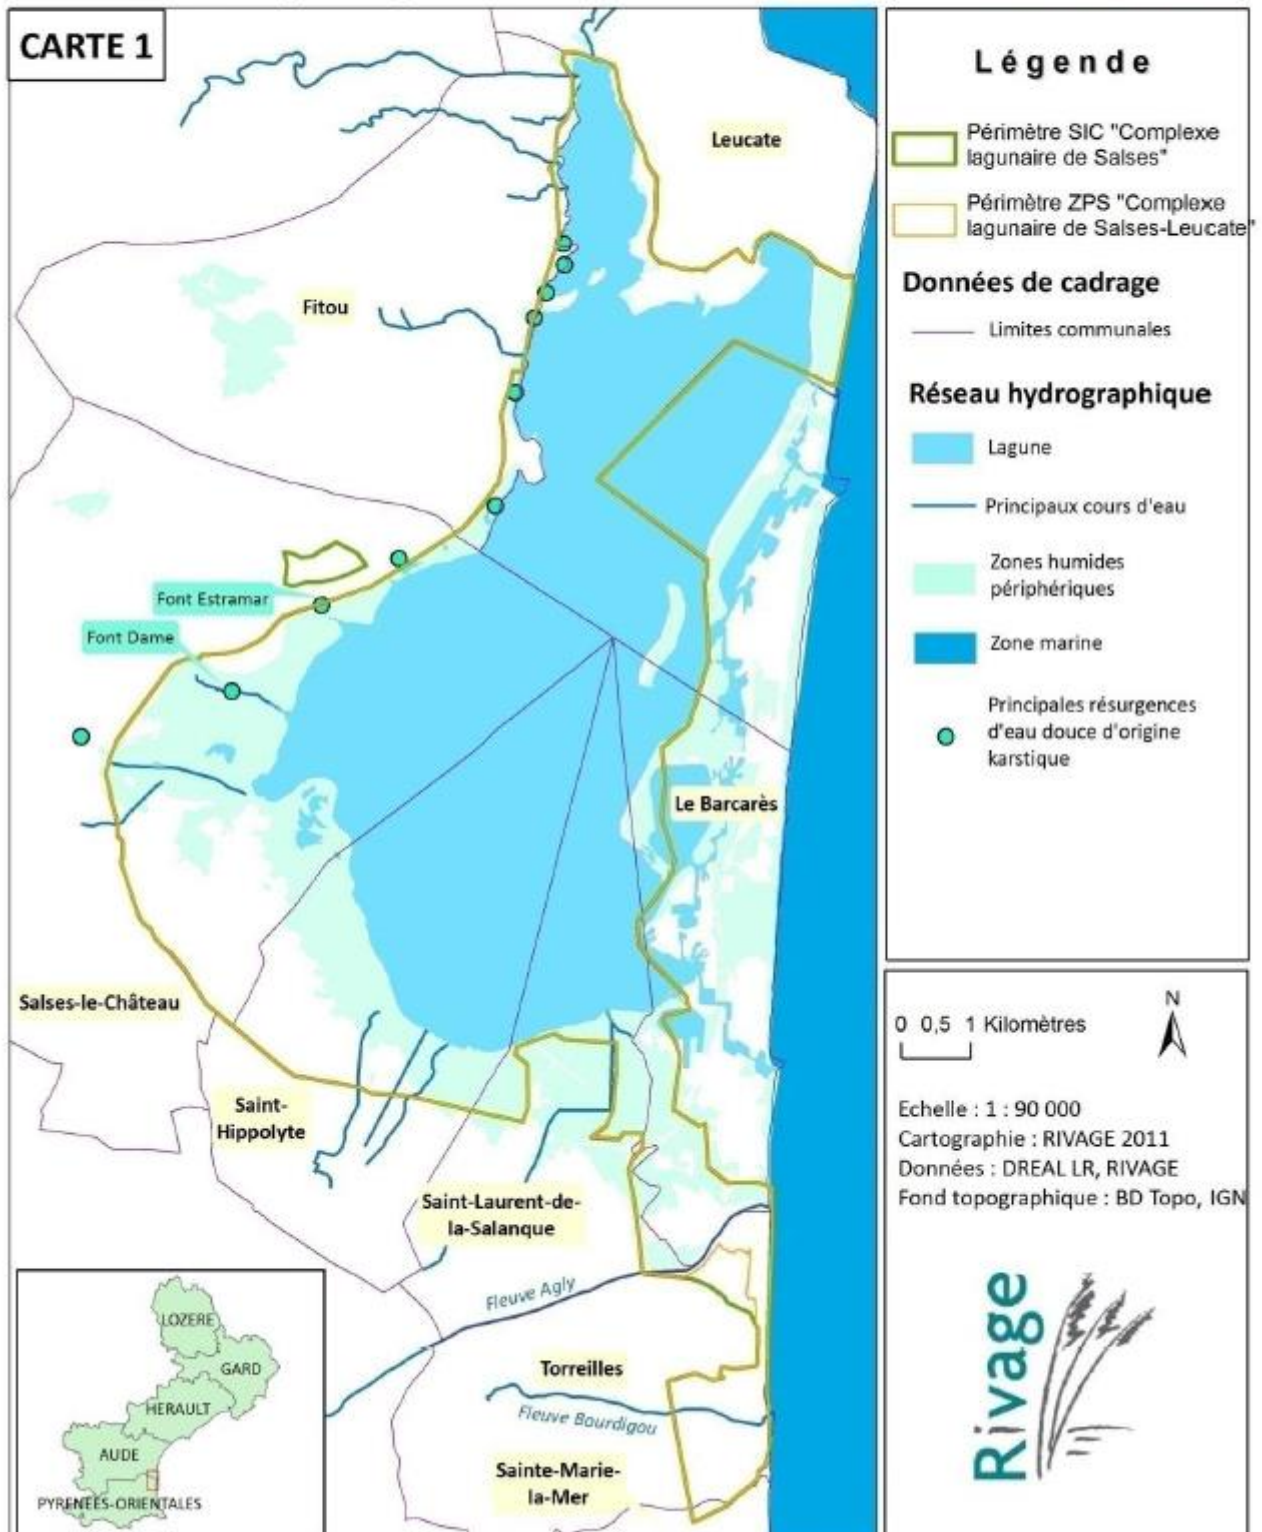 CARTE 1
Leucate
Fitou
Font Estramar
Font Dame
Le Barcarès
Salses-le-Château
Saint-
Hippolyte
Saint-Laurent-de-
la-Salanque
Fleuve Agly
Torreilles
Fleuve Bourdigou
Sainte-Marie-
la-Mer
LOZERE
GARD
HERAULT
AUDE
PYRENEES-ORIENTALES
Légende
Périmètre SIC "Complexe
lagunaire de Salses"
Périmètre ZPS "Complexe
lagunaire de Salses-Leucate"
Données de cadrage
Limites communales
Réseau hydrographique
Lagune
Principaux cours d'eau
Zones humides
périphériques
Zone marine
Principales résurgences
d'eau douce d'origine
karstique
N
0 0,5 1 Kilomètres
Echelle : 1 : 90 000
Cartographie : RIVAGE 2011
Données : DREAL LR, RIVAGE
Fond topographique : BD Topo, IGN
Rivage